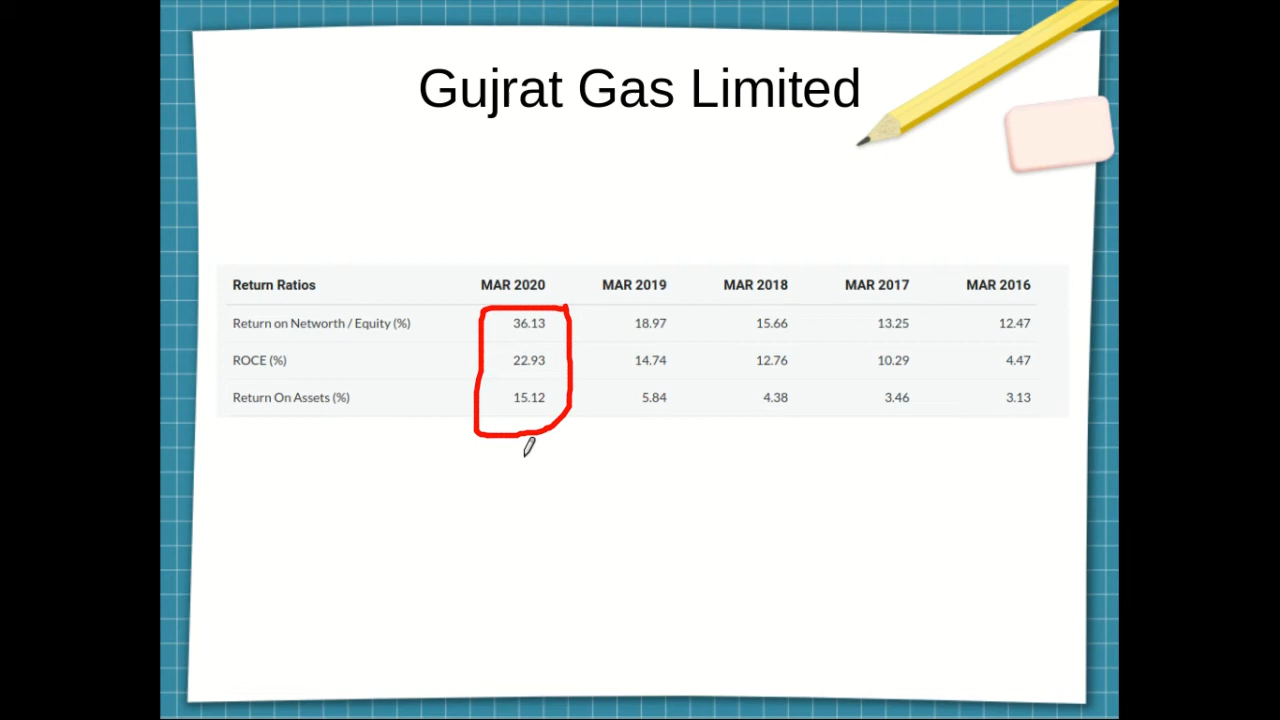 Gujrat Gas Limited
Return Ratios MAR 2020 MAR 2019 MAR 2018 MAR 2017 MAR 2016
Return on Networth / Equity (%) 36.13 18.97 15.66 13.25 12.47
ROCE (%) 22.93 14.74 12.76 10.29 4.47
Return On Assets (%) 15.12 5.84 4.38 3.46 3.13